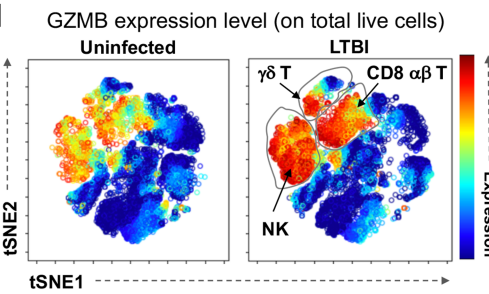 GZMB expression level (on total live cells)
Uninfected
LTBI
γδ T
CD8 αβ T
NK
tSNE2
tSNE1
Expression